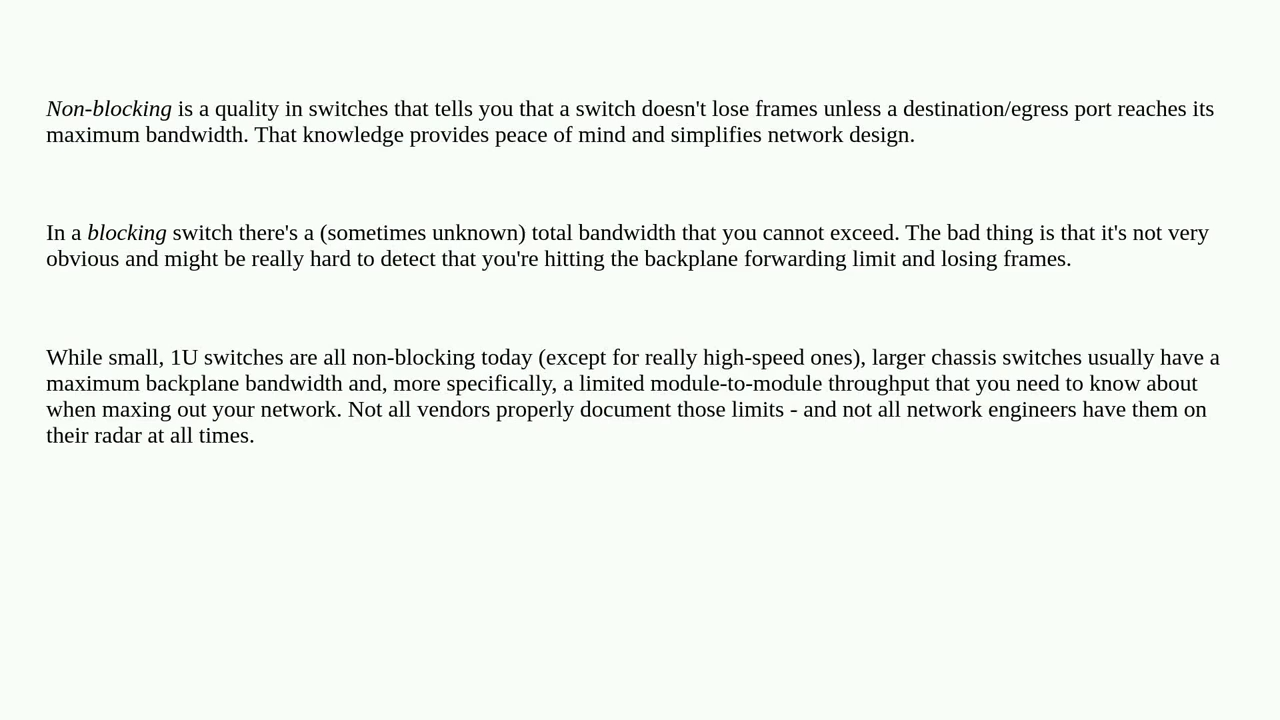 Non-blocking is a quality in switches that tells you that a switch doesn't lose frames unless a destination/egress port reaches its
maximum bandwidth. That knowledge provides peace of mind and simplifies network design.
In a blocking switch there's a (sometimes unknown) total bandwidth that you cannot exceed. The bad thing is that it's not very
obvious and might be really hard to detect that you're hitting the backplane forwarding limit and losing frames.
While small, 1U switches are all non-blocking today (except for really high-speed ones), larger chassis switches usually have a
maximum backplane bandwidth and, more specifically, a limited module-to-module throughput that you need to know about
when maxing out your network. Not all vendors properly document those limits - and not all network engineers have them on
their radar at all times.